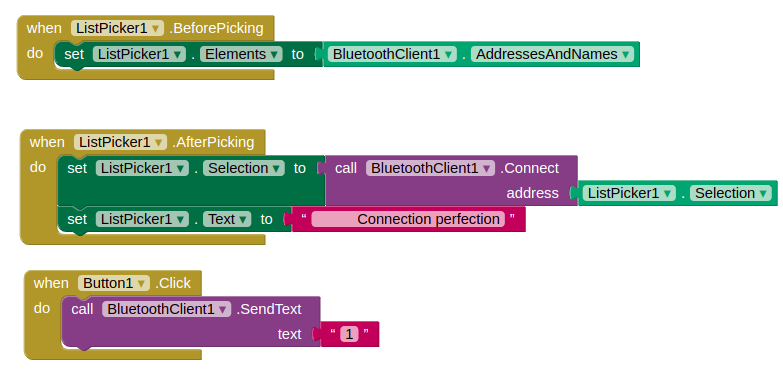 when ListPicker1 .BeforePicking
do set ListPicker1 . Elements to BluetoothClient1 . AddressesAndNames
when ListPicker1 .AfterPicking
do set ListPicker1 . Selection to call BluetoothClient1 .Connect
address ListPicker1 . Selection
set ListPicker1 . Text to “ Connection perfection ”
when Button1 .Click
do call BluetoothClient1 .SendText
text “ 1 ”